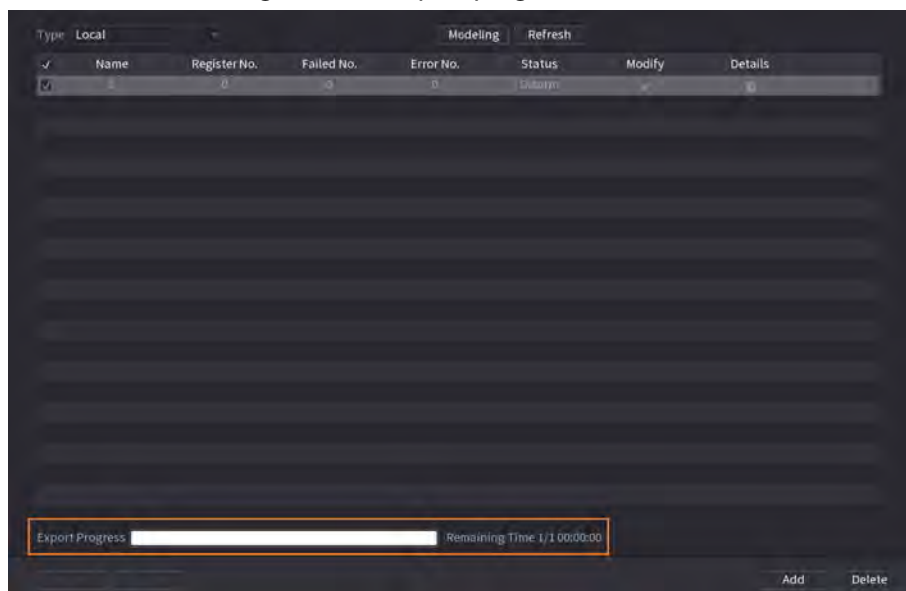 Type Local Modeling Refresh
Name Register No. Failed No. Error No. Status Modify Details
0 0 0
Export Progress Remaining Time 1/1 00:00:00
Add Delete